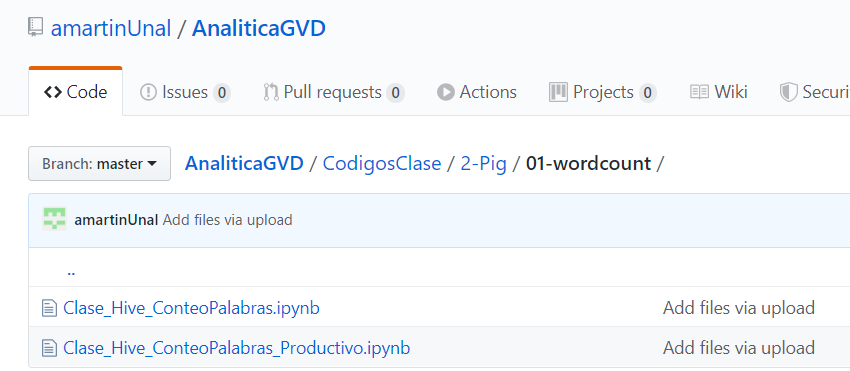 amartinUnal / AnaliticaGVD
Code Issues 0 Pull requests 0 Actions Projects 0 Wiki Securi
Branch: master AnaliticaGVD / CodigosClase / 2-Pig / 01-wordcount /
amartinUnal Add files via upload
..
Clase_Hive_ConteoPalabras.ipynb Add files via upload
Clase_Hive_ConteoPalabras_Productivo.ipynb Add files via upload